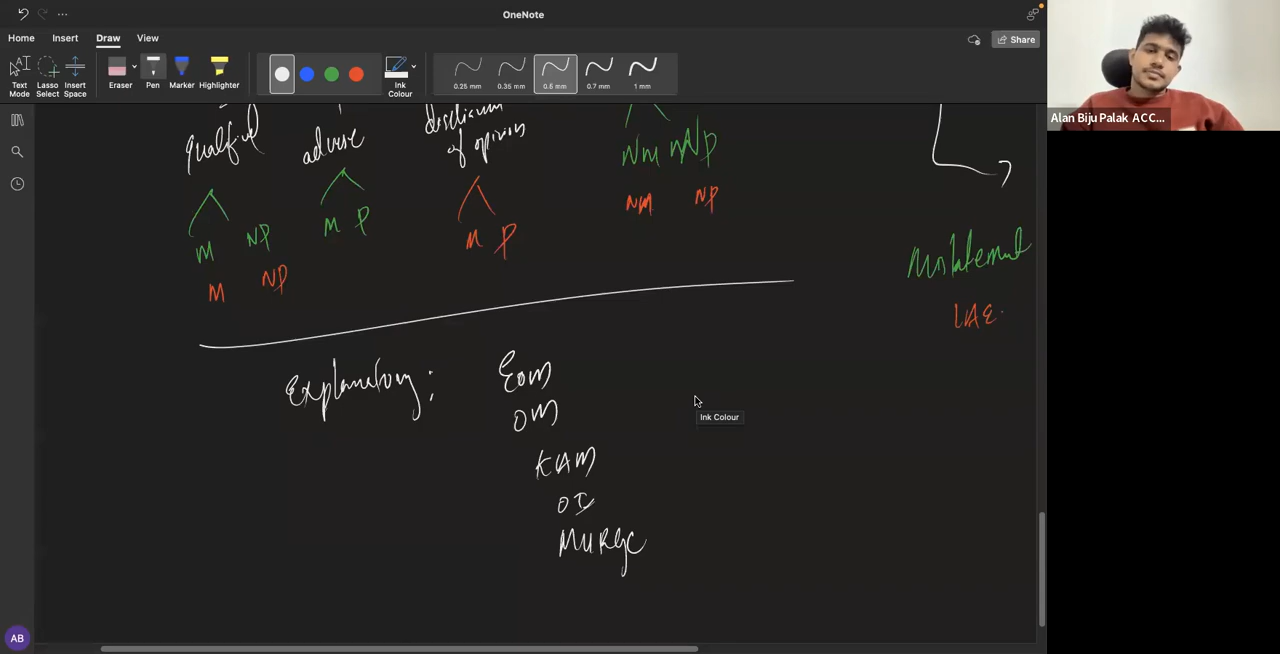 OneNote
Home Insert Draw View
Share
Text Mode
Lasso Select
Insert Space
Eraser
Pen
Marker
Highlighter
Ink Colour
0.25 mm
0.35 mm
0.5 mm
0.7 mm
1 mm
Alan Biju Palak ACC...
qualified
adverse
disclaimer
of opinion
M NP
M NP
M P
M P
NM NP
NM NP
Misstatement
IAE
Explanatory :
EOM
OM
KAM
OI
MURGC
Ink Colour
AB